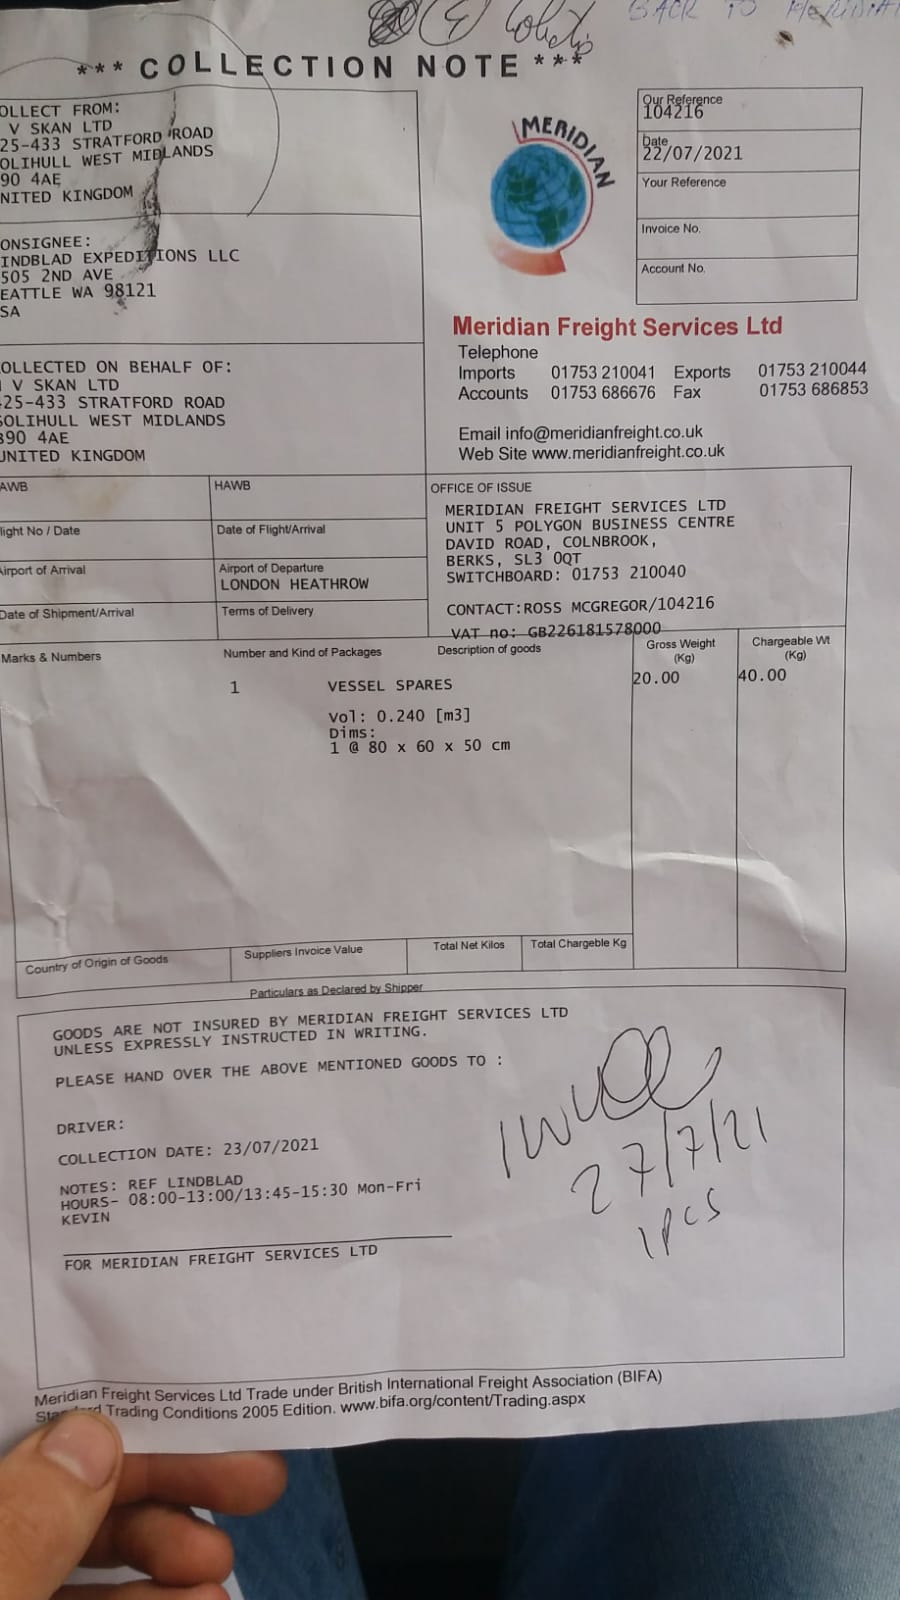 BACK TO MERIDIA
*** COLLECTION NOTE ***
OLLECT FROM:
V SKAN LTD
25-433 STRATFORD ROAD
OLIHULL WEST MIDLANDS
90 4AE
NITED KINGDOM
MERIDIAN
Our Reference
104216
Date
22/07/2021
Your Reference
Invoice No.
Account No.
ONSIGNEE:
INDBLAD EXPEDITIONS LLC
505 2ND AVE
EATTLE WA 98121
SA
Meridian Freight Services Ltd
Telephone
Imports 01753 210041 Exports 01753 210044
Accounts 01753 686676 Fax 01753 686853
Email info@meridianfreight.co.uk
Web Site www.meridianfreight.co.uk
OLLECTED ON BEHALF OF:
V SKAN LTD
25-433 STRATFORD ROAD
SOLIHULL WEST MIDLANDS
B90 4AE
UNITED KINGDOM
AWB
HAWB
light No / Date
Date of Flight/Arrival
Airport of Arrival
Airport of Departure
LONDON HEATHROW
Date of Shipment/Arrival
Terms of Delivery
OFFICE OF ISSUE
MERIDIAN FREIGHT SERVICES LTD
UNIT 5 POLYGON BUSINESS CENTRE
DAVID ROAD, COLNBROOK,
BERKS, SL3 0QT
SWITCHBOARD: 01753 210040
CONTACT:ROSS MCGREGOR/104216
VAT no: GB226181578000
Marks & Numbers
Number and Kind of Packages
Description of goods
Gross Weight
(Kg)
Chargeable Wt
(Kg)
1 VESSEL SPARES 20.00 40.00
Vol: 0.240 [m3]
Dims:
1 @ 80 x 60 x 50 cm
Country of Origin of Goods
Suppliers Invoice Value
Total Net Kilos
Total Chargeble Kg
Particulars as Declared by Shipper
GOODS ARE NOT INSURED BY MERIDIAN FREIGHT SERVICES LTD
UNLESS EXPRESSLY INSTRUCTED IN WRITING.
PLEASE HAND OVER THE ABOVE MENTIONED GOODS TO :
DRIVER:
COLLECTION DATE: 23/07/2021
NOTES: REF LINDBLAD
HOURS- 08:00-13:00/13:45-15:30 Mon-Fri
KEVIN
27/7/21
1 PCS
FOR MERIDIAN FREIGHT SERVICES LTD
Meridian Freight Services Ltd Trade under British International Freight Association (BIFA)
Trading Conditions 2005 Edition. www.bifa.org/content/Trading.aspx